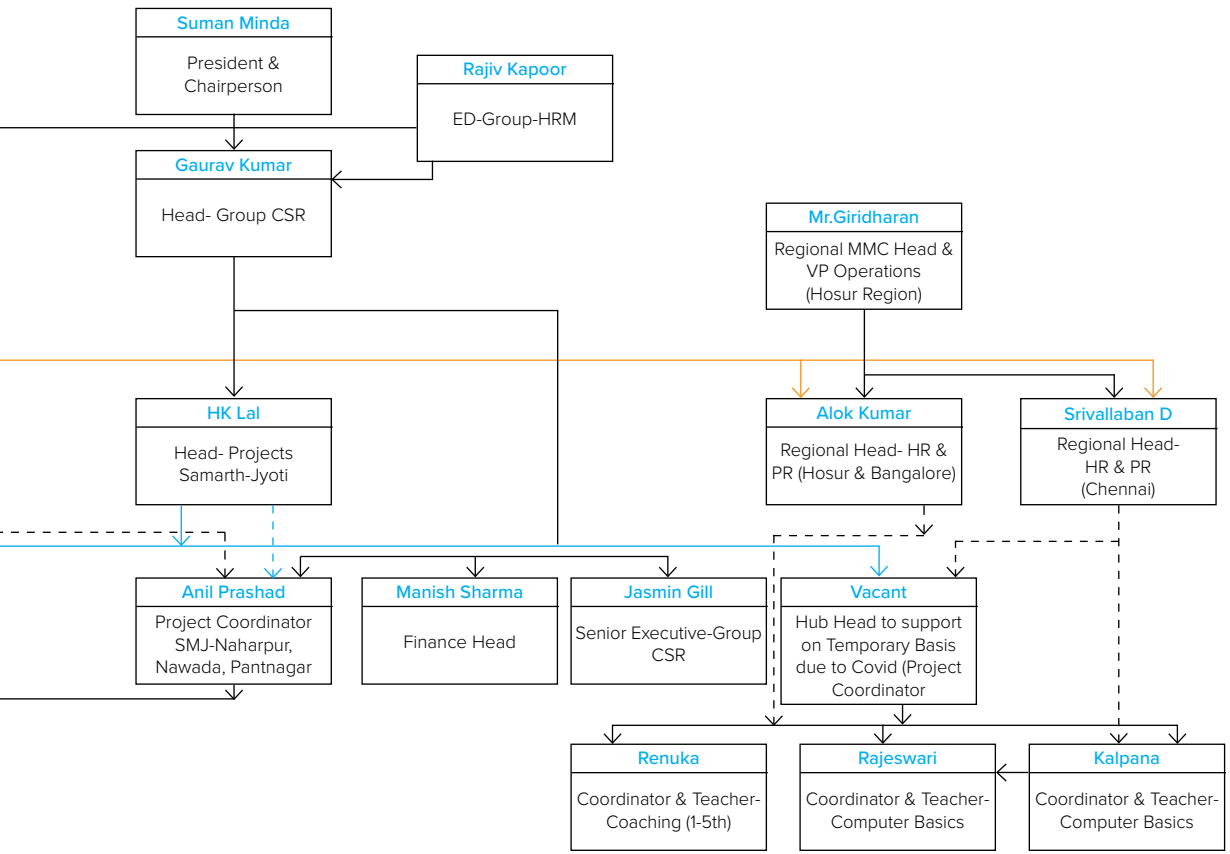 Suman Minda
President &
Chairperson
Rajiv Kapoor
ED-Group-HRM
Gaurav Kumar
Head- Group CSR
Mr.Giridharan
Regional MMC Head &
VP Operations
(Hosur Region)
HK Lal
Head- Projects
Samarth-Jyoti
Alok Kumar
Regional Head- HR &
PR (Hosur & Bangalore)
Srivallaban D
Regional Head-
HR & PR
(Chennai)
Anil Prashad
Project Coordinator
SMJ-Naharpur,
Nawada, Pantnagar
Manish Sharma
Finance Head
Jasmin Gill
Senior Executive-Group
CSR
Vacant
Hub Head to support
on Temporary Basis
due to Covid (Project
Coordinator
Renuka
Coordinator & Teacher-
Coaching (1-5th)
Rajeswari
Coordinator & Teacher-
Computer Basics
Kalpana
Coordinator & Teacher-
Computer Basics